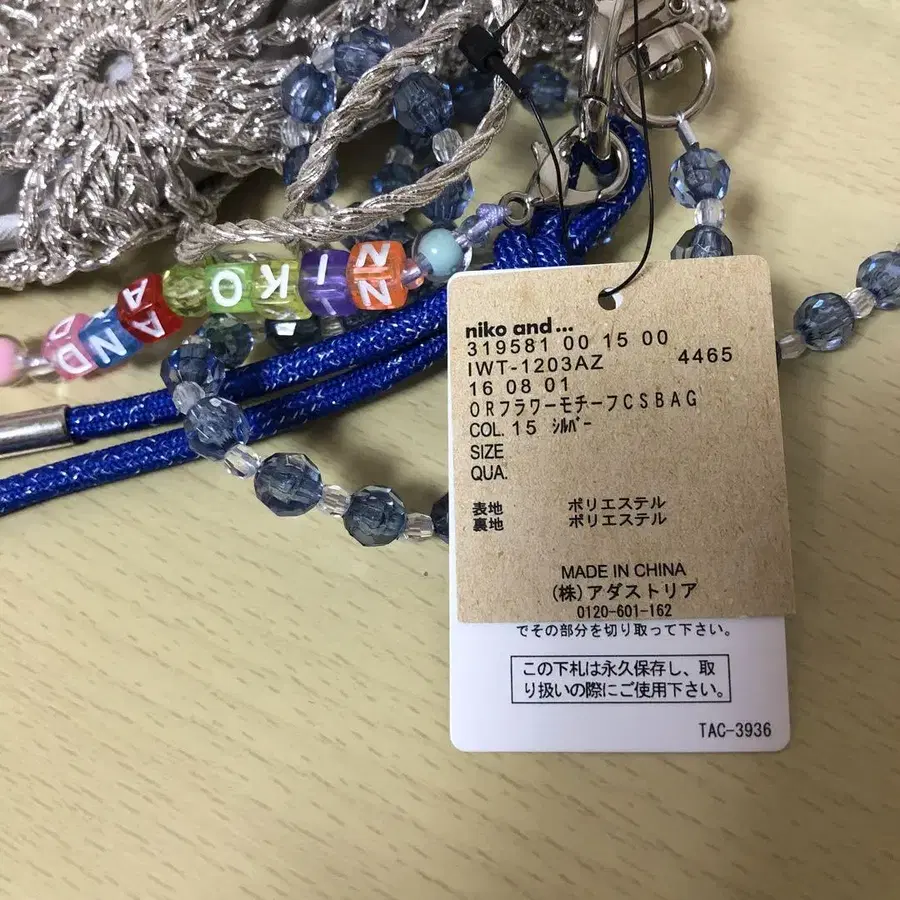 NIKO
AND
niko and ...
319581 00 15 00
IWT-1203AZ 4465
16 08 01
ORフラワーモチーフCSBAG
COL. 15 ｼﾙﾊﾞｰ
SIZE
QUA.
表地 ポリエステル
裏地 ポリエステル
MADE IN CHINA
(株)アダストリア
0120-601-162
でその部分を切り取って下さい。
この下札は永久保存し、取
り扱いの際にご使用下さい。
TAC-3936